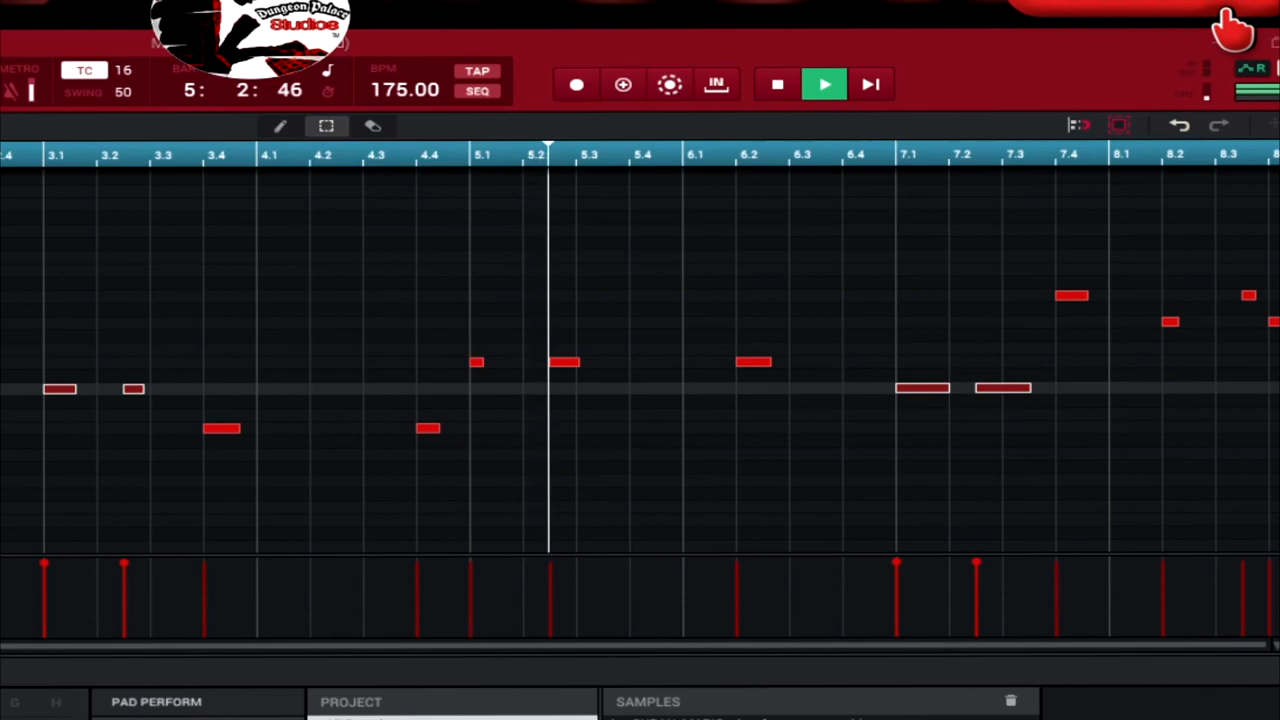 Dungeon Palace
Studios
TM
METRO
TC 16
SWING 50
BAR
5: 2: 46
BPM
175.00
TAP
SEQ
IN
R
2.4 3.1 3.2 3.3 3.4 4.1 4.2 4.3 4.4 5.1 5.2 5.3 5.4 6.1 6.2 6.3 6.4 7.1 7.2 7.3 7.4 8.1 8.2 8.3
G H PAD PERFORM PROJECT SAMPLES